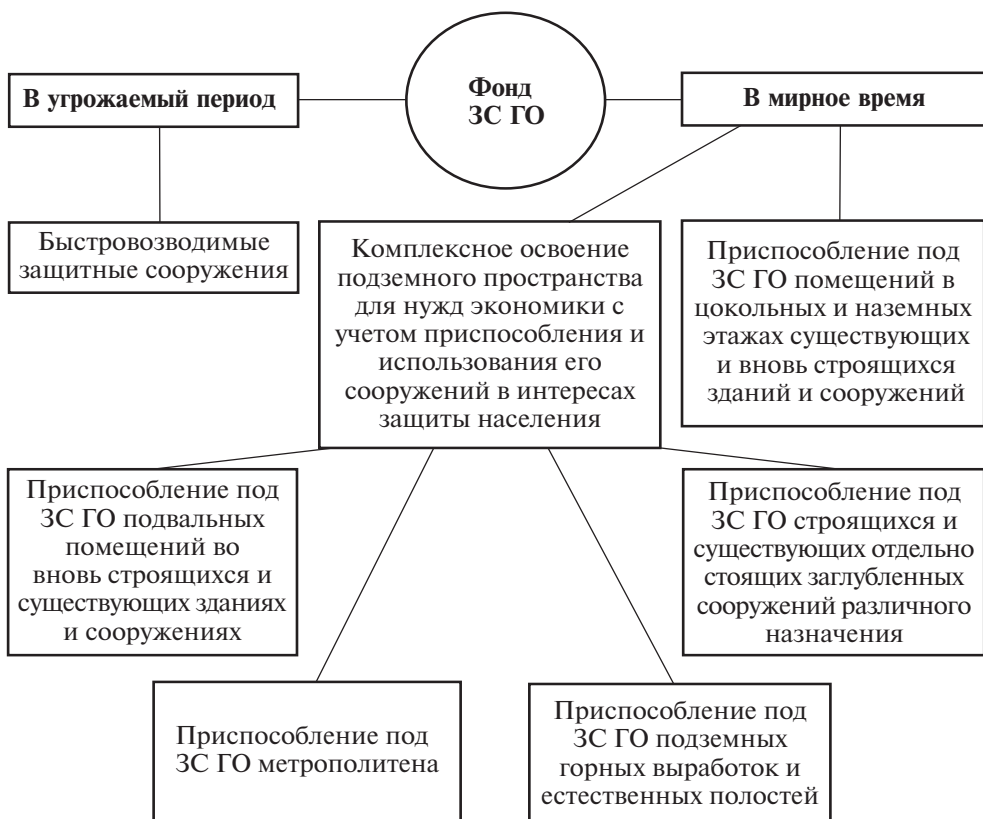 Фонд
ЗС ГО
В угрожаемый период
В мирное время
Быстровозводимые
защитные сооружения
Комплексное освоение
подземного пространства
для нужд экономики с
учетом приспособления и
использования его
сооружений в интересах
защиты населения
Приспособление под
ЗС ГО помещений в
цокольных и наземных
этажах существующих
и вновь строящихся
зданий и сооружений
Приспособление под
ЗС ГО подвальных
помещений во
вновь строящихся и
существующих зданиях
и сооружениях
Приспособление под
ЗС ГО строящихся и
существующих отдельно
стоящих заглубленных
сооружений различного
назначения
Приспособление под
ЗС ГО метрополитена
Приспособление под
ЗС ГО подземных
горных выработок и
естественных полостей